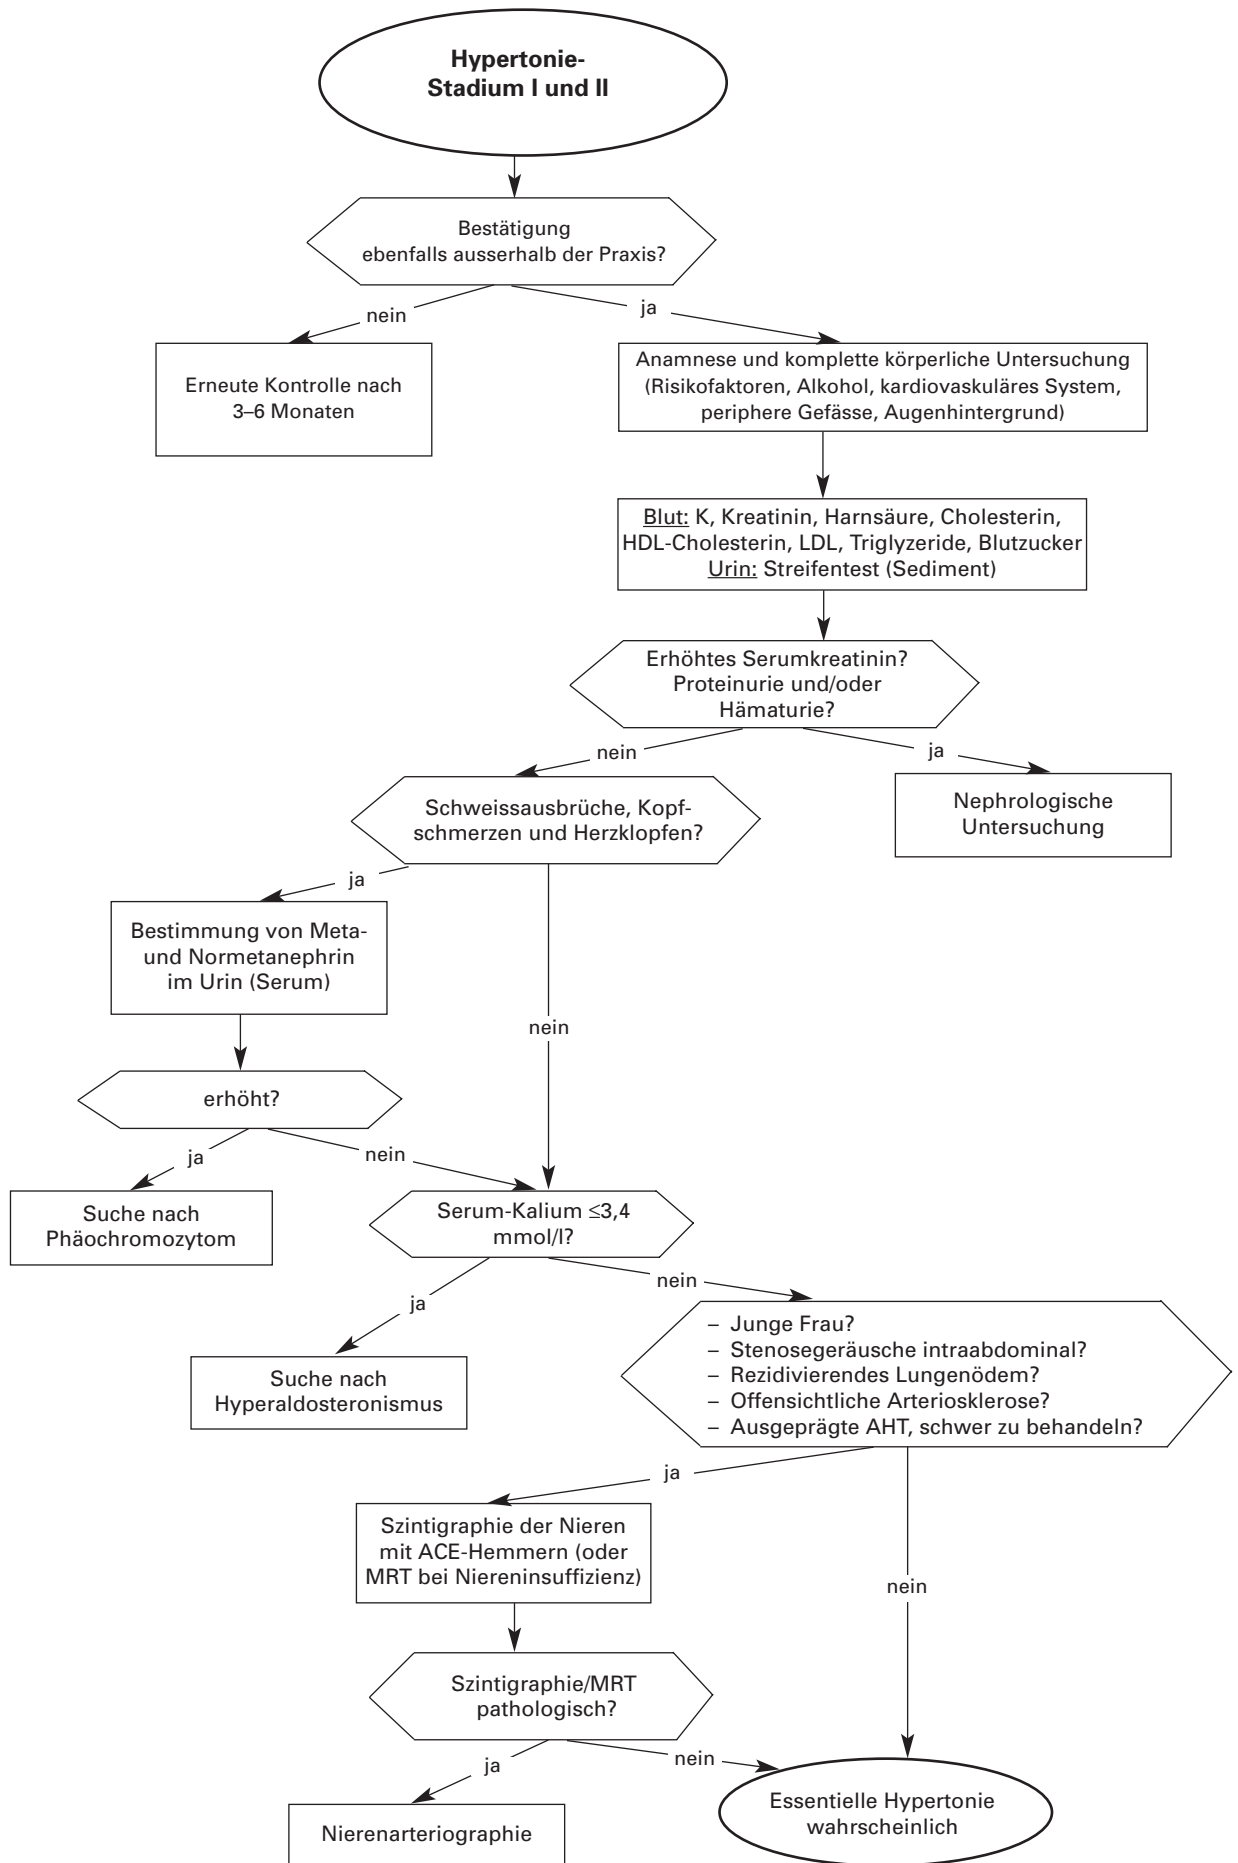 Hypertonie-
Stadium I und II
Bestätigung
ebenfalls ausserhalb der Praxis?
nein
ja
Erneute Kontrolle nach
3–6 Monaten
Anamnese und komplette körperliche Untersuchung
(Risikofaktoren, Alkohol, kardiovaskuläres System,
periphere Gefässe, Augenhintergrund)
Blut: K, Kreatinin, Harnsäure, Cholesterin,
HDL-Cholesterin, LDL, Triglyzeride, Blutzucker
Urin: Streifentest (Sediment)
Erhöhtes Serumkreatinin?
Proteinurie und/oder
Hämaturie?
nein
ja
Schweissausbrüche, Kopf-
schmerzen und Herzklopfen?
Nephrologische
Untersuchung
ja
Bestimmung von Meta-
und Normetanephrin
im Urin (Serum)
nein
erhöht?
ja
nein
Suche nach
Phäochromozytom
Serum-Kalium ≤3,4
mmol/l?
nein
ja
– Junge Frau?
– Stenosegeräusche intraabdominal?
– Rezidivierendes Lungenödem?
– Offensichtliche Arteriosklerose?
– Ausgeprägte AHT, schwer zu behandeln?
Suche nach
Hyperaldosteronismus
ja
Szintigraphie der Nieren
mit ACE-Hemmern (oder
MRT bei Niereninsuffizienz)
nein
Szintigraphie/MRT
pathologisch?
ja
nein
Nierenarteriographie
Essentielle Hypertonie
wahrscheinlich